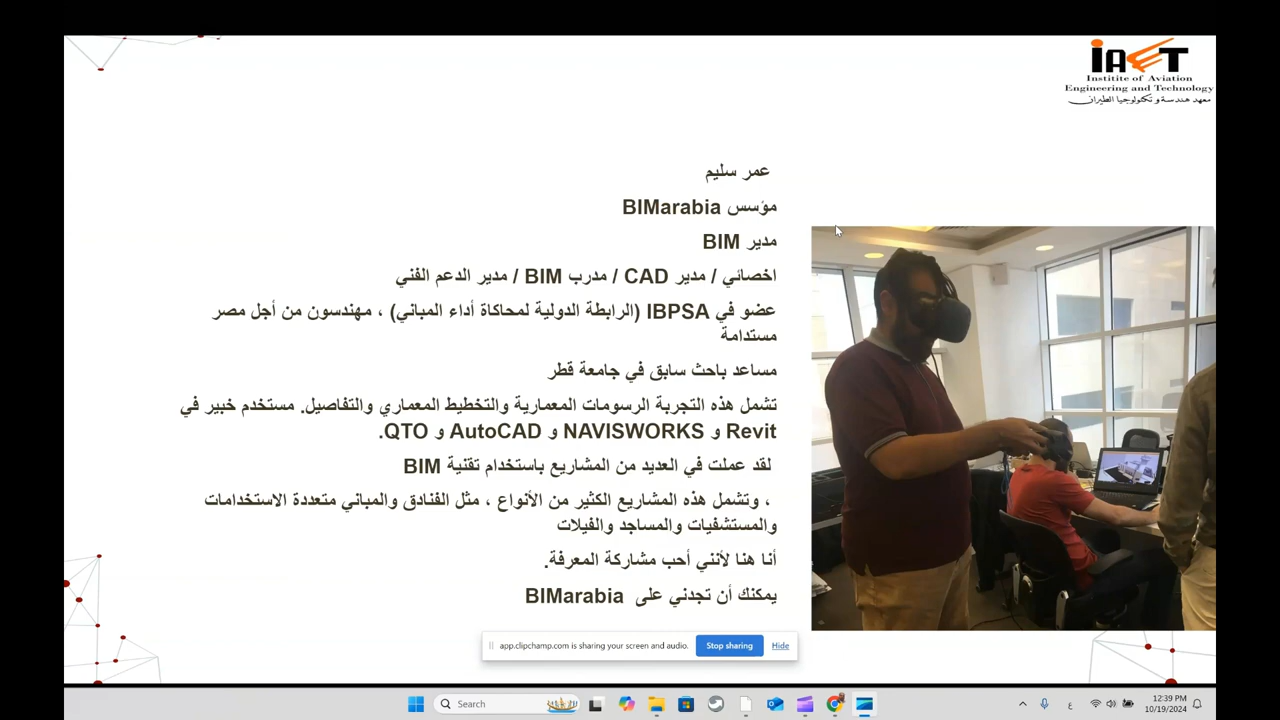 IAET
Institite of Aviation
Engineering and Technology
معهد هندسة و تكنولوجيا الطيران
عمر سليم
مؤسس BIMarabia
مدير BIM
اخصائي / مدير CAD / مدرب BIM / مدير الدعم الفني
عضو في IBPSA (الرابطة الدولية لمحاكاة أداء المباني) ، مهندسون من أجل مصر
مستدامة
مساعد باحث سابق في جامعة قطر
تشمل هذه التجربة الرسومات المعمارية والتخطيط المعماري والتفاصيل. مستخدم خبير في
Revit و NAVISWORKS و AutoCAD و QTO.
لقد عملت في العديد من المشاريع باستخدام تقنية BIM
، وتشمل هذه المشاريع الكثير من الأنواع ، مثل الفنادق والمباني متعددة الاستخدامات
والمستشفيات والمساجد والفيلات
أنا هنا لأنني أحب مشاركة المعرفة.
يمكنك أن تجدني على BIMarabia
app.clipchamp.com is sharing your screen and audio. Stop sharing Hide
Search
ع
12:39 PM
10/19/2024